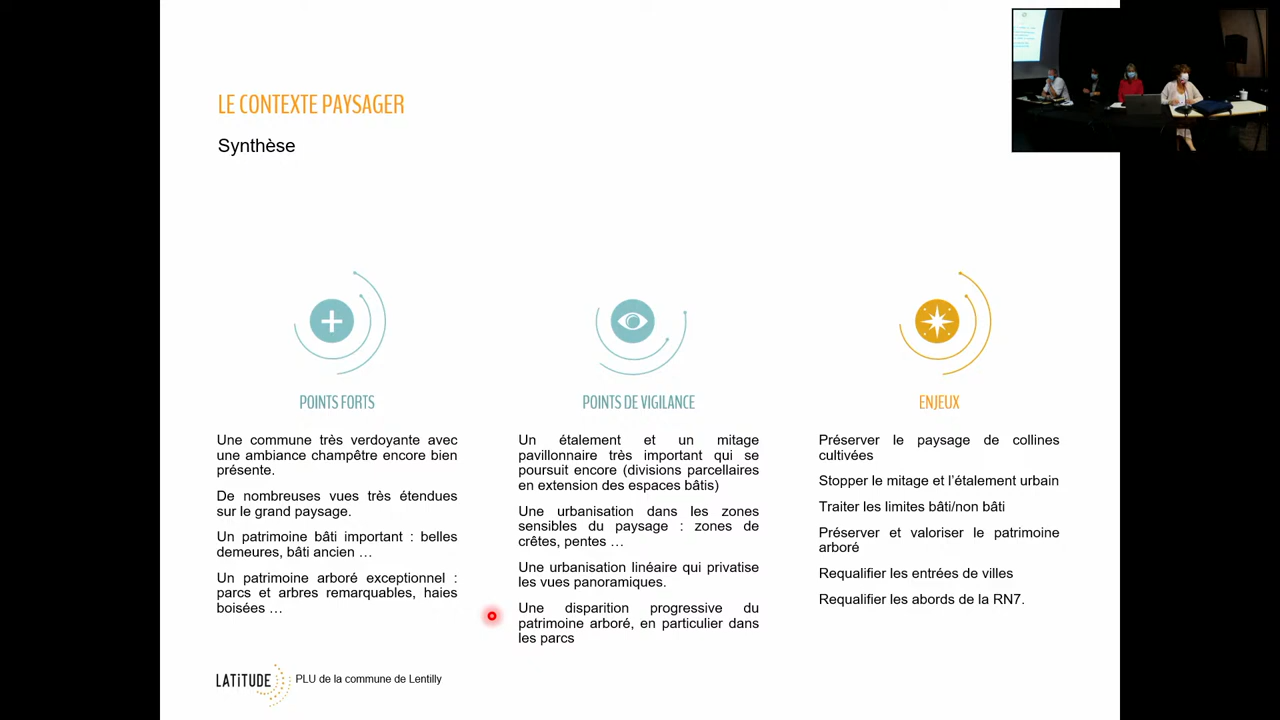 LE CONTEXTE PAYSAGER
Synthèse
POINTS FORTS
Une commune très verdoyante avec
une ambiance champêtre encore bien
présente.
De nombreuses vues très étendues
sur le grand paysage.
Un patrimoine bâti important : belles
demeures, bâti ancien …
Un patrimoine arboré exceptionnel :
parcs et arbres remarquables, haies
boisées …
POINTS DE VIGILANCE
Un étalement et un mitage
pavillonnaire très important qui se
poursuit encore (divisions parcellaires
en extension des espaces bâtis)
Une urbanisation dans les zones
sensibles du paysage : zones de
crêtes, pentes …
Une urbanisation linéaire qui privatise
les vues panoramiques.
Une disparition progressive du
patrimoine arboré, en particulier dans
les parcs
ENJEUX
Préserver le paysage de collines
cultivées
Stopper le mitage et l'étalement urbain
Traiter les limites bâti/non bâti
Préserver et valoriser le patrimoine
arboré
Requalifier les entrées de villes
Requalifier les abords de la RN7.
LATiTUDE PLU de la commune de Lentilly